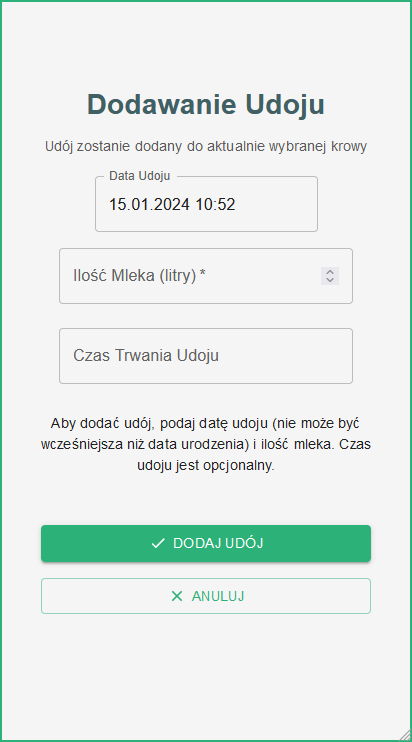 Dodawanie Udoju
Udój zostanie dodany do aktualnie wybranej krowy
Data Udoju
15.01.2024 10:52
Ilość Mleka (litry) *
Czas Trwania Udoju
Aby dodać udój, podaj datę udoju (nie może być
wcześniejsza niż data urodzenia) i ilość mleka. Czas
udoju jest opcjonalny.
DODAJ UDÓJ
ANULUJ